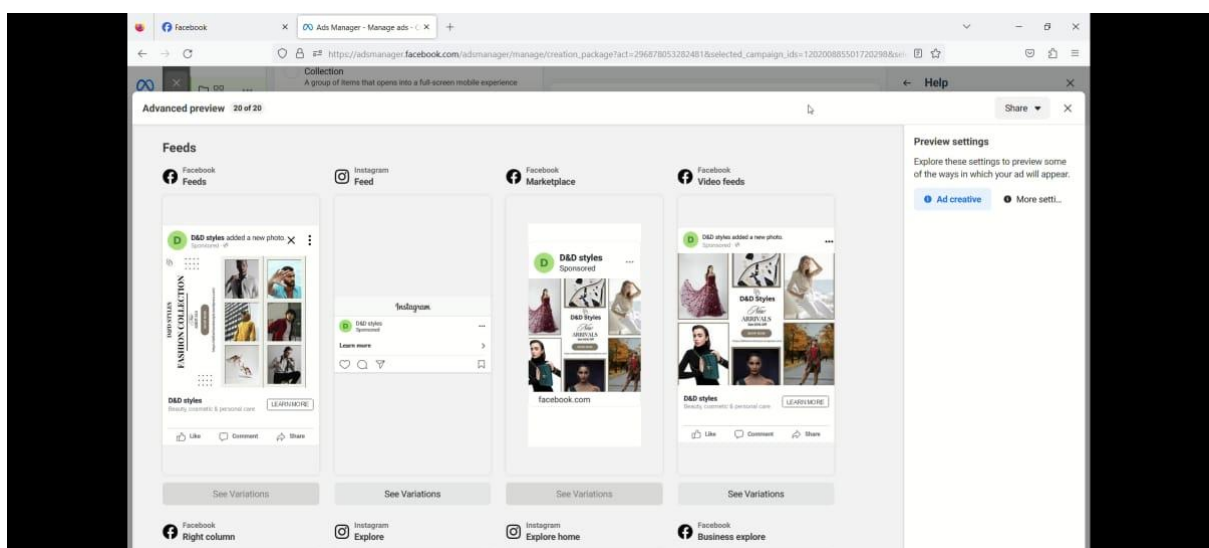 Facebook
Ads Manager - Manage ads - C
https://adsmanager.facebook.com/adsmanager/manage/creation_package?act=296878053282481&selected_campaign_ids=120200885501720298&sel
Collection
A group of items that opens into a full-screen mobile experience
Help
Advanced preview 20 of 20
Share
Feeds
Facebook
Feeds
Instagram
Feed
Facebook
Marketplace
Facebook
Video feeds
Preview settings
Explore these settings to preview some
of the ways in which your ad will appear.
Ad creative
More setti...
D
D&D styles added a new photo.
Sponsored
D&D STYLES
FASHION COLLECTION
D&D styles
Beauty, cosmetic & personal care
LEARN MORE
Like
Comment
Share
Instagram
D
D&D styles
Sponsored
Learn more
D
D&D styles
Sponsored
D&D Styles
New
ARRIVALS
facebook.com
D
D&D styles added a new photo.
Sponsored
D&D Styles
New
ARRIVALS
D&D styles
Beauty, cosmetic & personal care
LEARN MORE
Like
Comment
Share
See Variations
See Variations
See Variations
See Variations
Facebook
Right column
Instagram
Explore
Instagram
Explore home
Facebook
Business explore